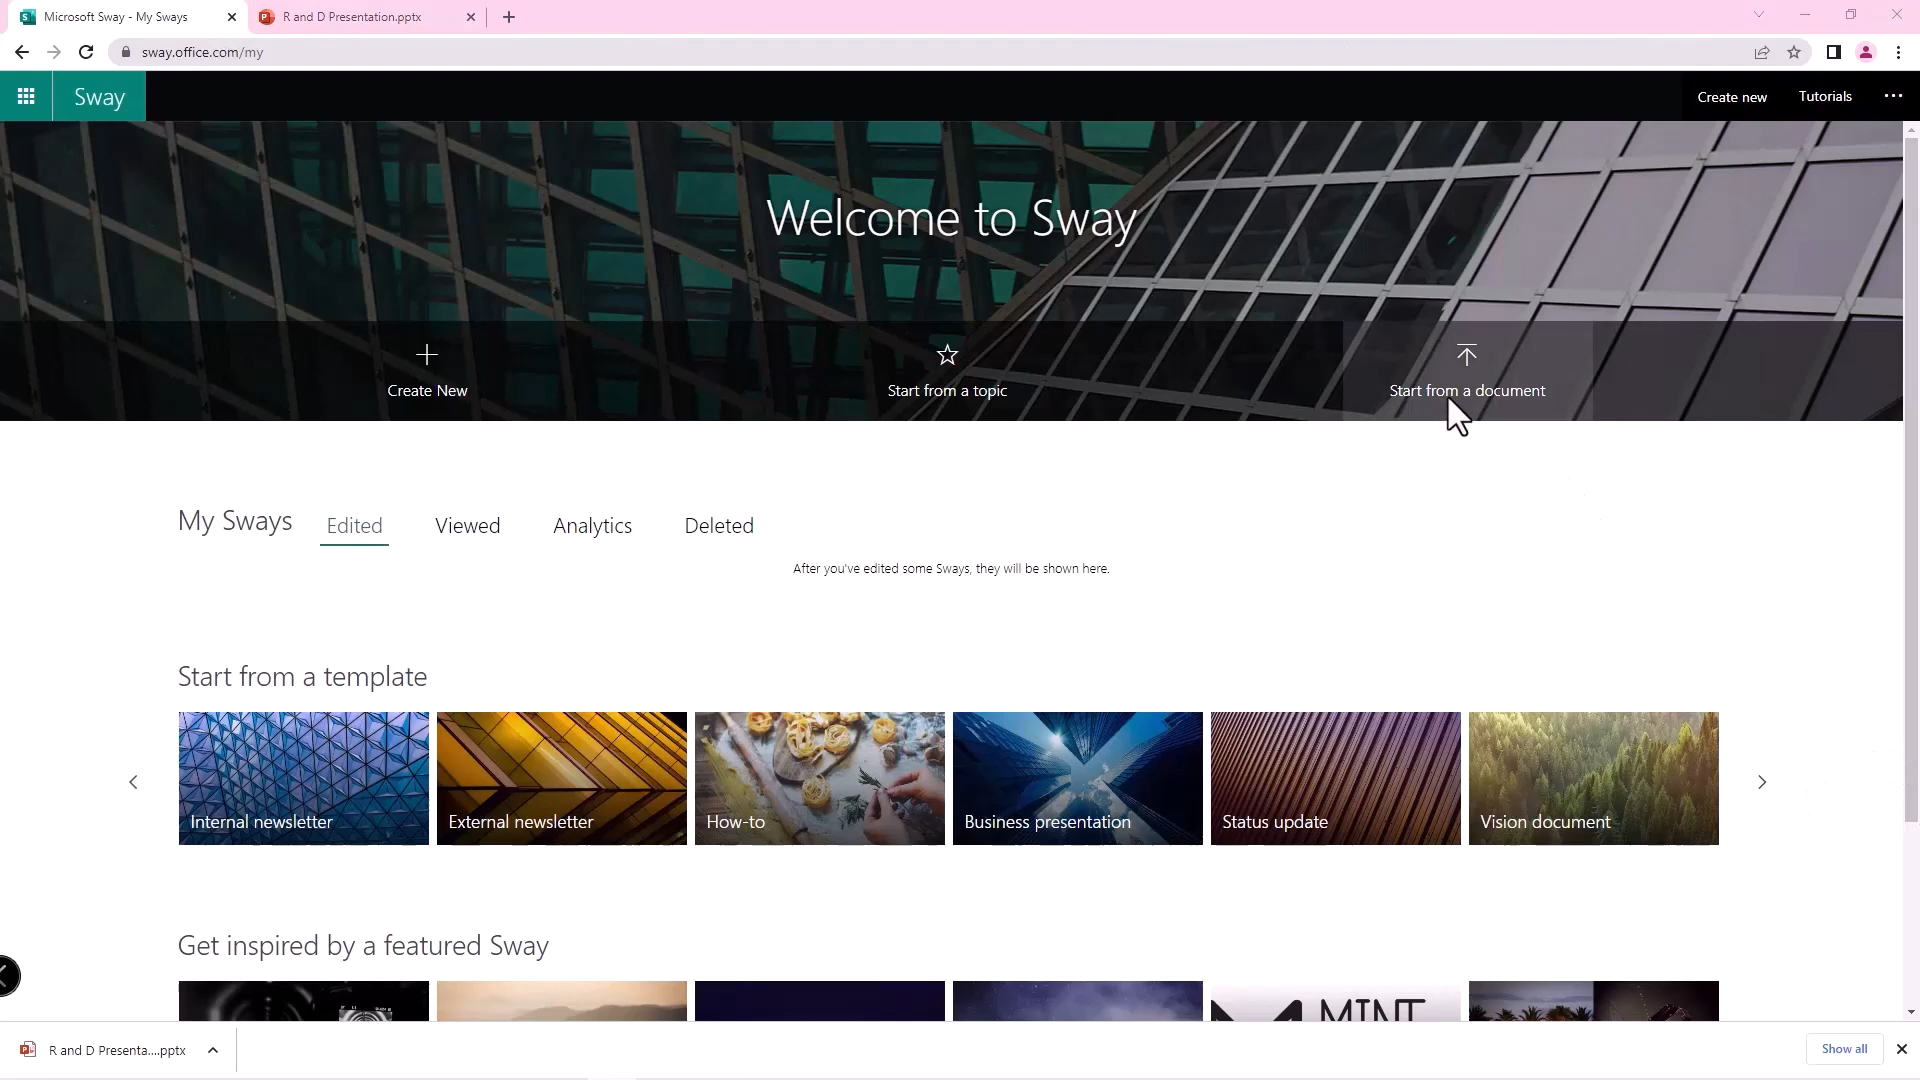 Microsoft Sway - My Sways
R and D Presentation.pptx
sway.office.com/my
Sway
Create new
Tutorials
Welcome to Sway
Create New
Start from a topic
Start from a document
My Sways
Edited
Viewed
Analytics
Deleted
After you've edited some Sways, they will be shown here.
Start from a template
Internal newsletter
External newsletter
How-to
Business presentation
Status update
Vision document
Get inspired by a featured Sway
MINT
R and D Presenta....pptx
Show all